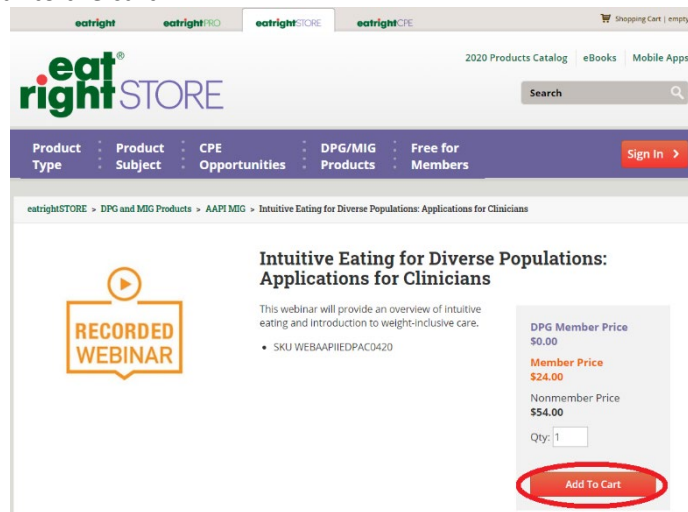 eatright eatrightPRO eatrightSTORE eatrightCPE Shopping Cart | empty
2020 Products Catalog eBooks Mobile Apps
eat®
right STORE
Search
Product Type
Product Subject
CPE Opportunities
DPG/MIG Products
Free for Members
Sign In >
eatrightSTORE » DPG and MIG Products » AAPI MIG » Intuitive Eating for Diverse Populations: Applications for Clinicians
Intuitive Eating for Diverse Populations:
Applications for Clinicians
RECORDED
WEBINAR
This webinar will provide an overview of intuitive
eating and introduction to weight-inclusive care.
• SKU WEBAAPIIEDPAC0420
DPG Member Price
$0.00
Member Price
$24.00
Nonmember Price
$54.00
Qty: 1
Add To Cart